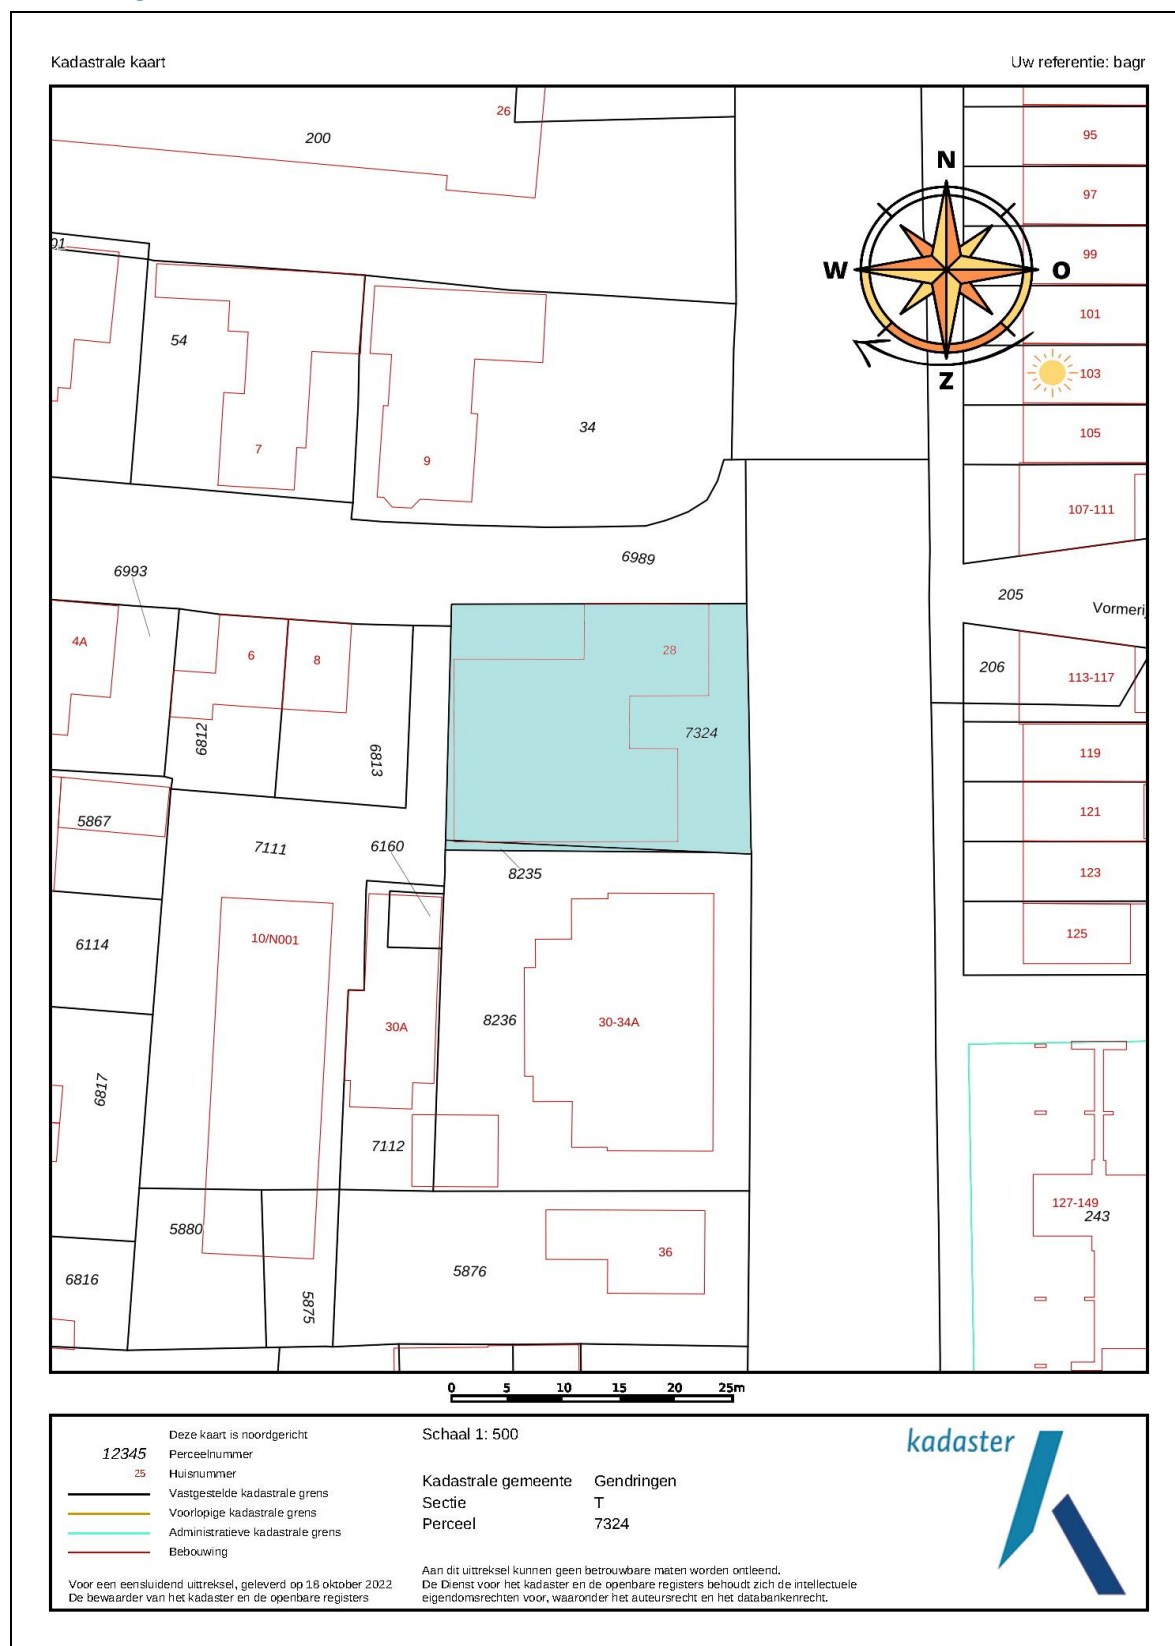 Kadastrale kaart
Uw referentie: bagr
26
200
95
N
97
01
99
W
O
101
54
Z
103
34
105
7
9
107-111
6989
6993
205
Vormerij
4A
6
8
28
206
113-117
7324
6812
6813
119
5867
121
7111
6160
8235
123
10/N001
125
6114
30A
8236
30-34A
6817
7112
127-149
243
5880
36
5876
6816
5875
0 5 10 15 20 25m
Deze kaart is noordgericht
12345 Perceelnummer
25 Huisnummer
Vastgestelde kadastrale grens
Voorlopige kadastrale grens
Administratieve kadastrale grens
Bebouwing
Voor een eensluidend uittreksel, geleverd op 16 oktober 2022
De bewaarder van het kadaster en de openbare registers
Schaal 1: 500
Kadastrale gemeente Gendringen
Sectie T
Perceel 7324
Aan dit uittreksel kunnen geen betrouwbare maten worden ontleend.
De Dienst voor het kadaster en de openbare registers behoudt zich de intellectuele
eigendomsrechten voor, waaronder het auteursrecht en het databankenrecht.
kadaster